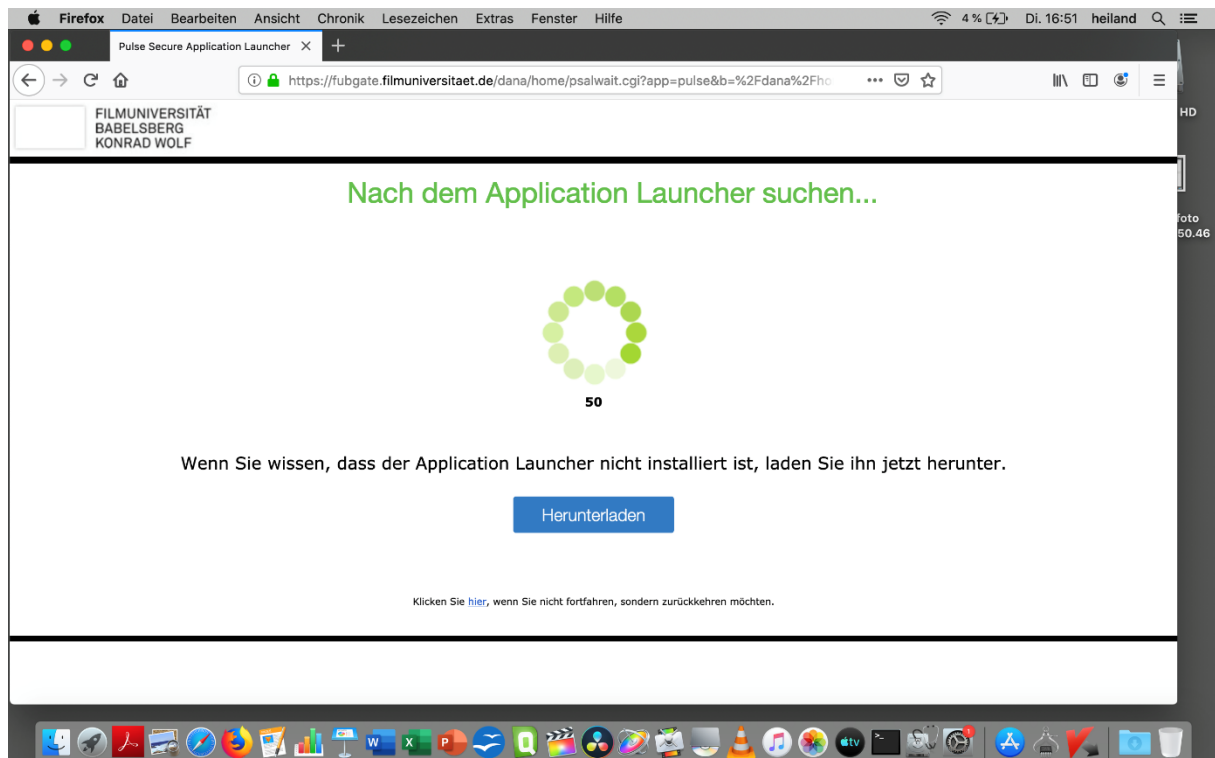 Firefox Datei Bearbeiten Ansicht Chronik Lesezeichen Extras Fenster Hilfe 4 % Di. 16:51 heiland
Pulse Secure Application Launcher
https://fubgate.filmuniversitaet.de/dana/home/psalwait.cgi?app=pulse&b=%2Fdana%2Fho
HD
FILMUNIVERSITÄT
BABELSBERG
KONRAD WOLF
Nach dem Application Launcher suchen...
foto
50.46
50
Wenn Sie wissen, dass der Application Launcher nicht installiert ist, laden Sie ihn jetzt herunter.
Herunterladen
Klicken Sie hier, wenn Sie nicht fortfahren, sondern zurückkehren möchten.
W X P tv